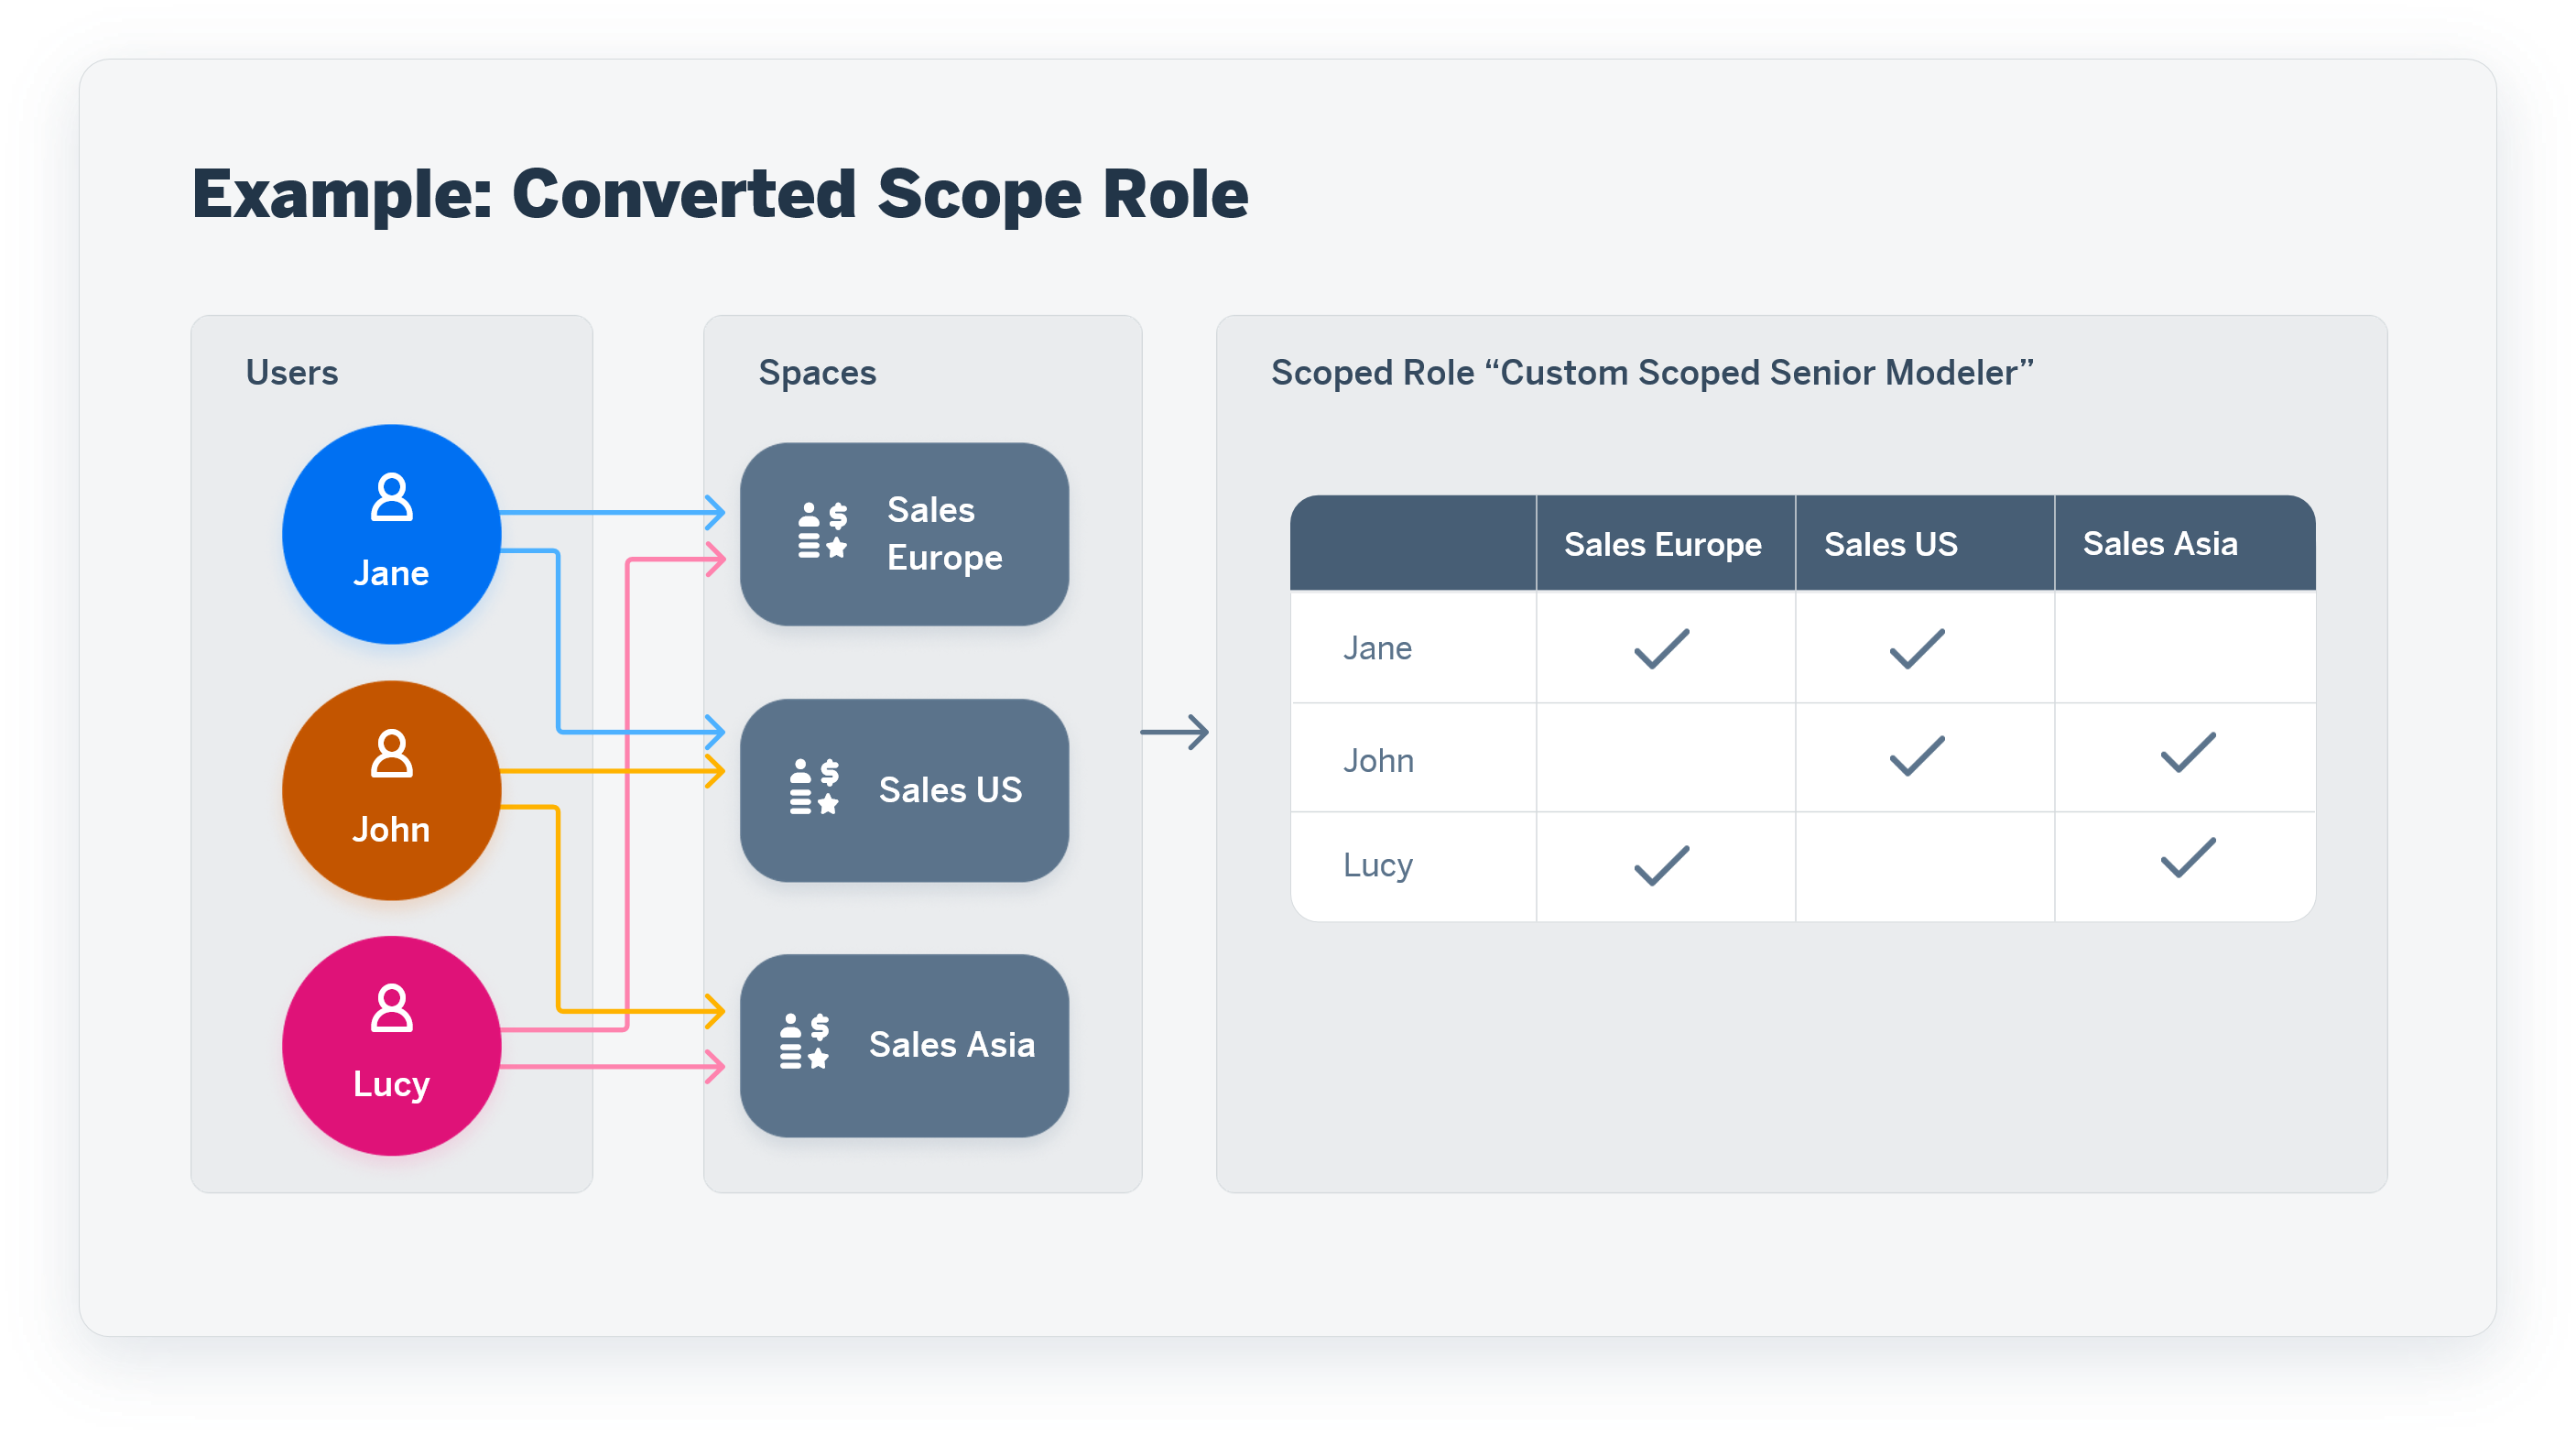 Example: Converted Scope Role
Users
Jane
John
Lucy
Spaces
Sales
Europe
Sales US
Sales Asia
Scoped Role “Custom Scoped Senior Modeler”
Sales Europe Sales US Sales Asia
Jane
John
Lucy